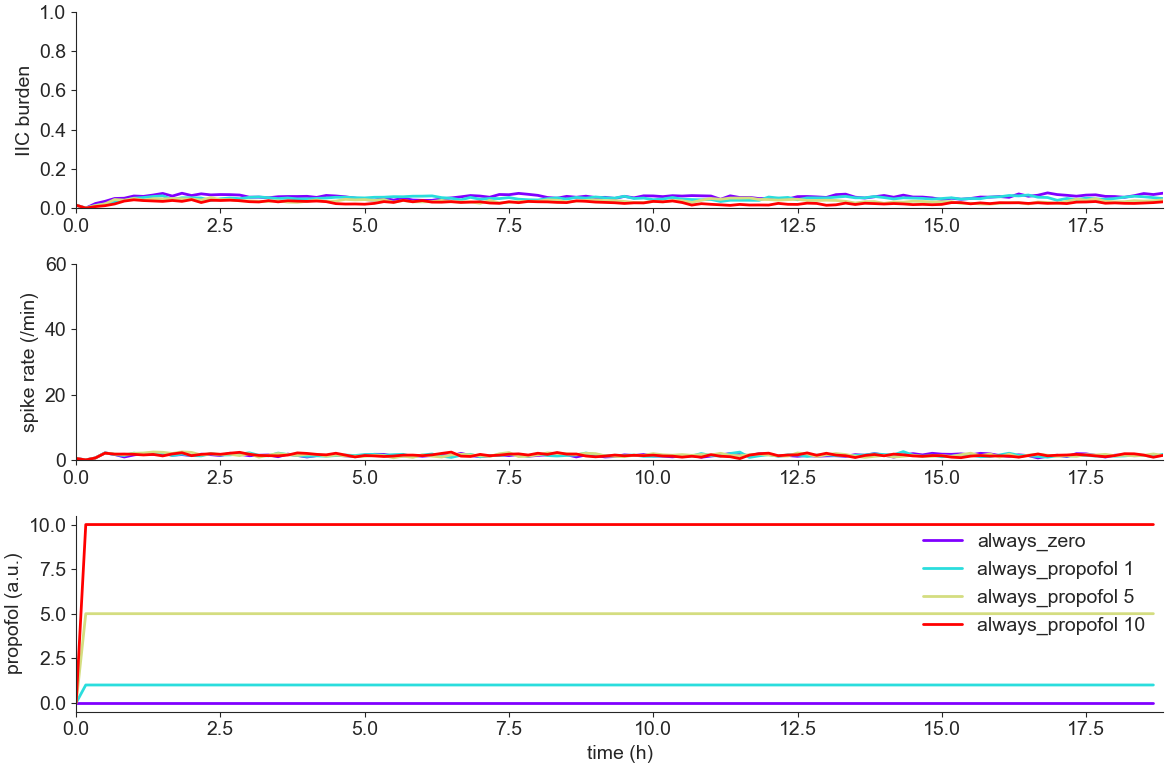 1.0
0.8
0.6
0.4
0.2
0.0
IIC burden
0.0 2.5 5.0 7.5 10.0 12.5 15.0 17.5
60
40
20
0
spike rate (/min)
0.0 2.5 5.0 7.5 10.0 12.5 15.0 17.5
10.0
7.5
5.0
2.5
0.0
propofol (a.u.)
always_zero
always_propofol 1
always_propofol 5
always_propofol 10
0.0 2.5 5.0 7.5 10.0 12.5 15.0 17.5
time (h)